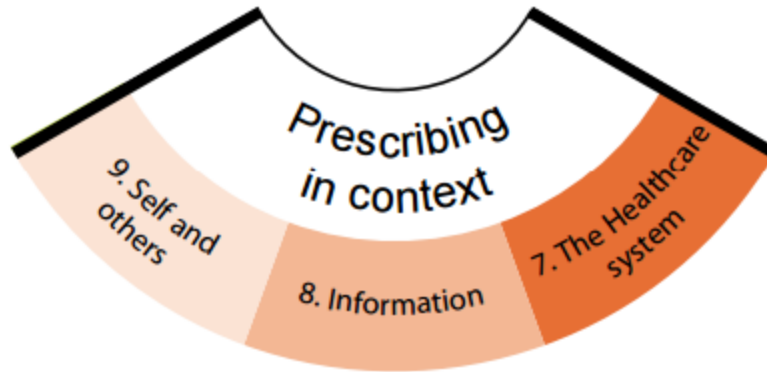 Prescribing
in context
9. Self and
others
8. Information
7. The Healthcare
system